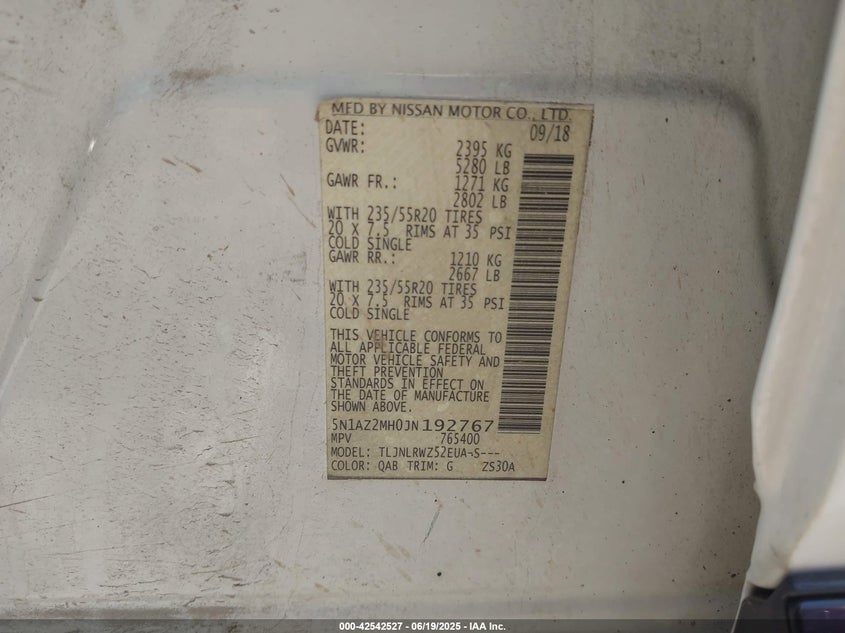 MFD BY NISSAN MOTOR CO., LTD.
DATE: 09/18
GVWR: 2395 KG
5280 LB
GAWR FR.: 1271 KG
2802 LB
WITH 235/55R20 TIRES
20 X 7.5 RIMS AT 35 PSI
COLD SINGLE
GAWR RR.: 1210 KG
2667 LB
WITH 235/55R20 TIRES
20 X 7.5 RIMS AT 35 PSI
COLD SINGLE
THIS VEHICLE CONFORMS TO
ALL APPLICABLE FEDERAL
MOTOR VEHICLE SAFETY AND
THEFT PREVENTION
STANDARDS IN EFFECT ON
THE DATE OF MANUFACTURE
SHOWN ABOVE.
5N1AZ2MH0JN192767
MPV 765400
MODEL: TLJNLRWZ52EUA-S---
COLOR: QAB TRIM: G ZS30A
000-42542527 - 06/19/2025 - IAA Inc.